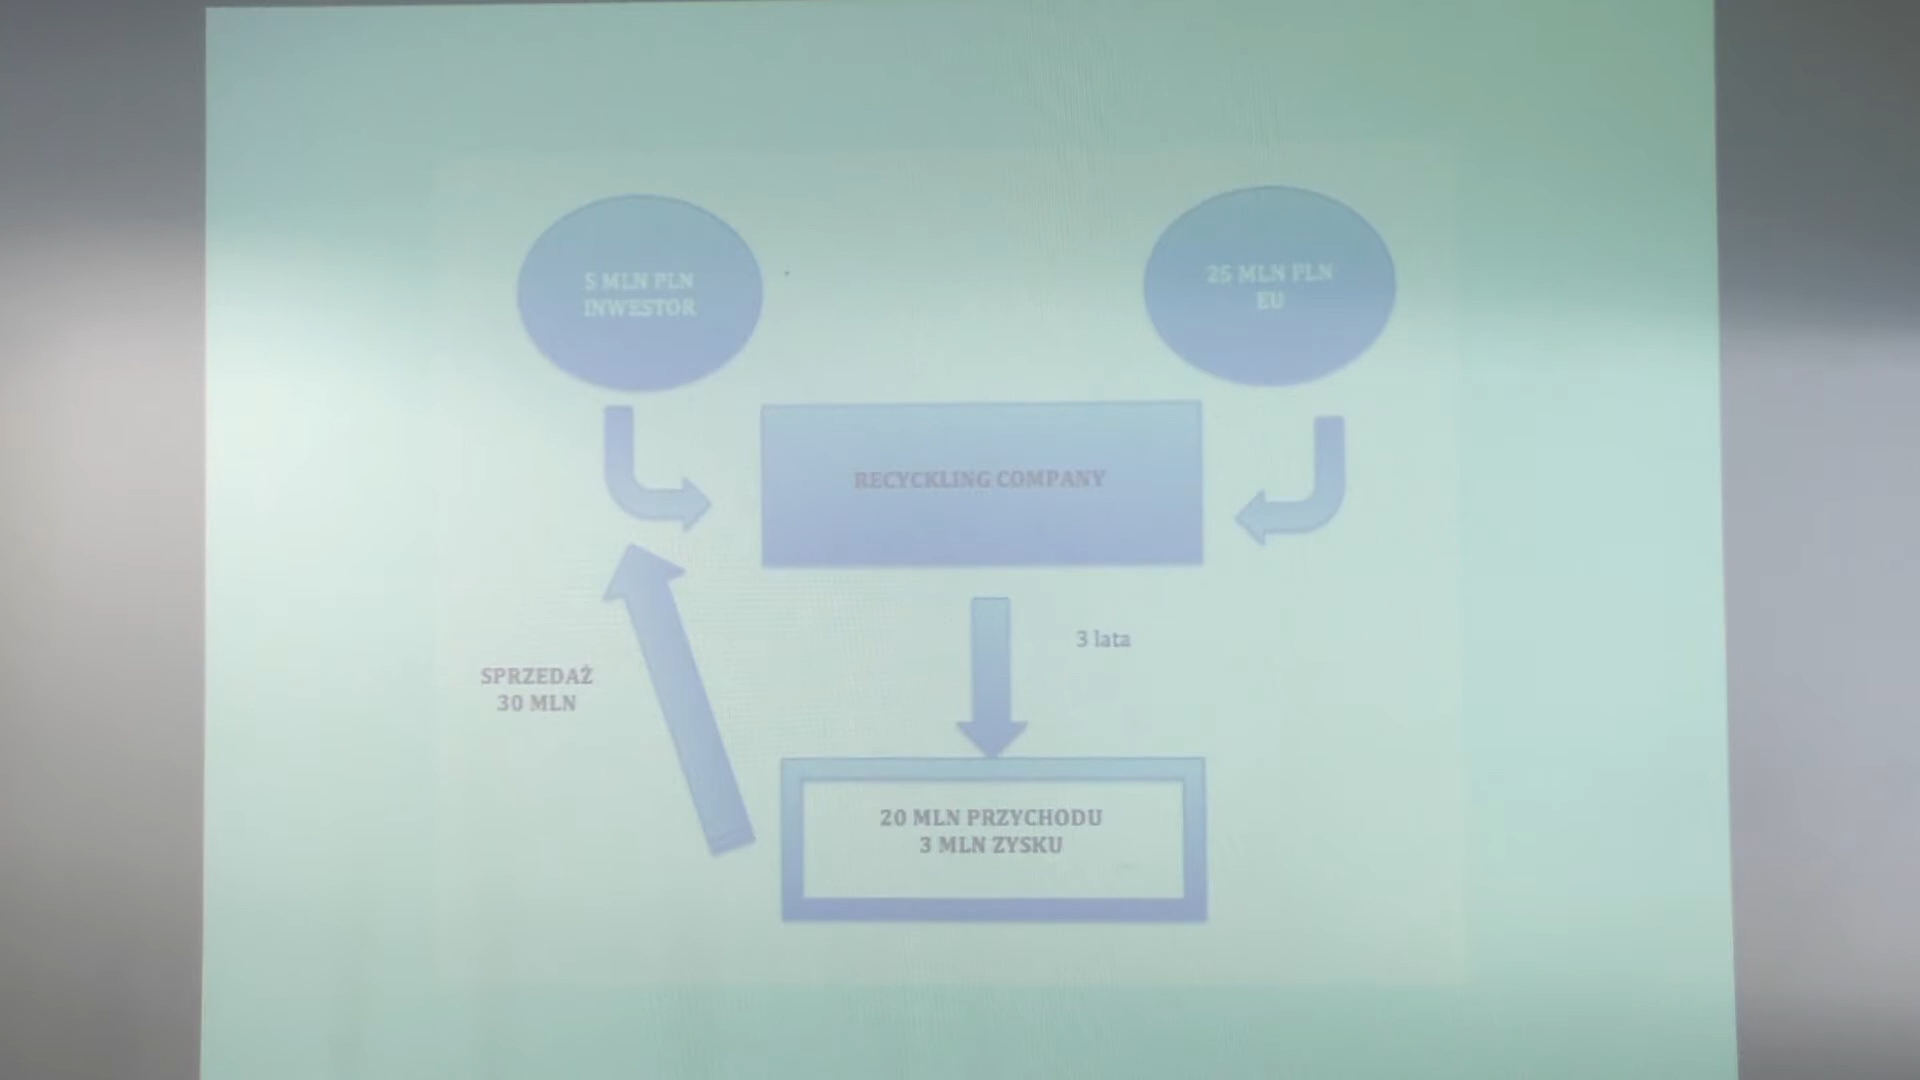 5 MLN PLN
INWESTOR
25 MLN PLN
EU
RECYCKLING COMPANY
3 lata
SPRZEDAŻ
30 MLN
20 MLN PRZYCHODU
3 MLN ZYSKU